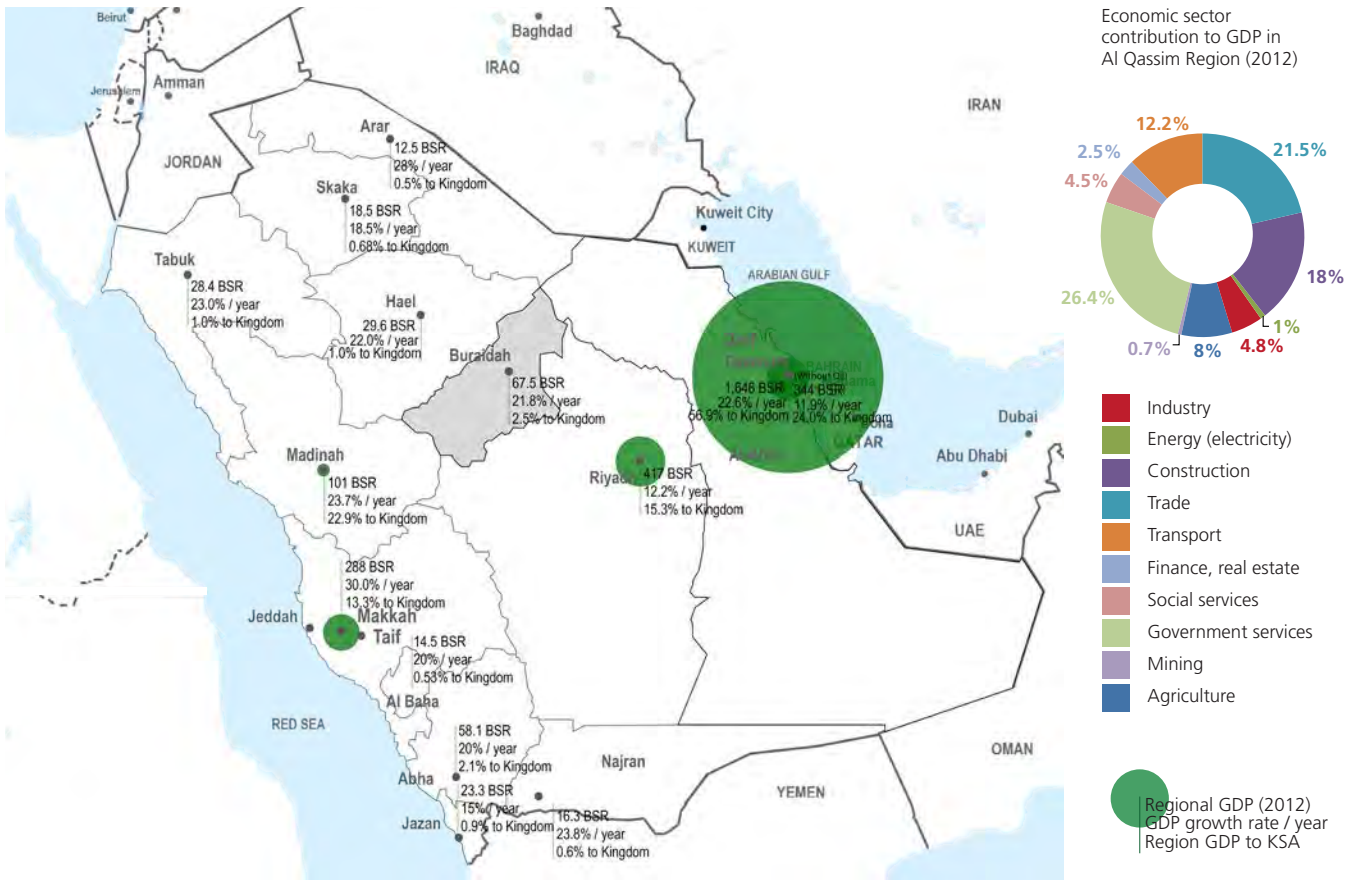 Beirut
Baghdad
IRAQ
Amman
Jerusalem
IRAN
Arar
12.5 BSR
28% / year
0.5% to Kingdom
JORDAN
Skaka
18.5 BSR
18.5% / year
0.68% to Kingdom
Kuweit City
KUWEIT
Tabuk
28.4 BSR
23.0% / year
1.0% to Kingdom
ARABIAN GULF
Hael
29.6 BSR
22.0% / year
1.0% to Kingdom
Buraidah
67.5 BSR
21.8% / year
2.5% to Kingdom
BAHRAIN
(Without Oil)
1,646 BSR
22.6% / year
56.9% to Kingdom
344 BSR
11.9% / year
24.0% to Kingdom
QATAR
Dubai
Abu Dhabi
UAE
Madinah
101 BSR
23.7% / year
22.9% to Kingdom
Riyadh
417 BSR
12.2% / year
15.3% to Kingdom
288 BSR
30.0% / year
13.3% to Kingdom
Jeddah
Makkah
Taif
14.5 BSR
20% / year
0.53% to Kingdom
Al Baha
RED SEA
58.1 BSR
20% / year
2.1% to Kingdom
Abha
23.3 BSR
15% / year
0.9% to Kingdom
Jazan
Najran
16.3 BSR
23.8% / year
0.6% to Kingdom
YEMEN
OMAN
Economic sector
contribution to GDP in
Al Qassim Region (2012)
12.2%
21.5%
2.5%
4.5%
18%
26.4%
1%
0.7%
8%
4.8%
Industry
Energy (electricity)
Construction
Trade
Transport
Finance, real estate
Social services
Government services
Mining
Agriculture
Regional GDP (2012)
GDP growth rate / year
Region GDP to KSA